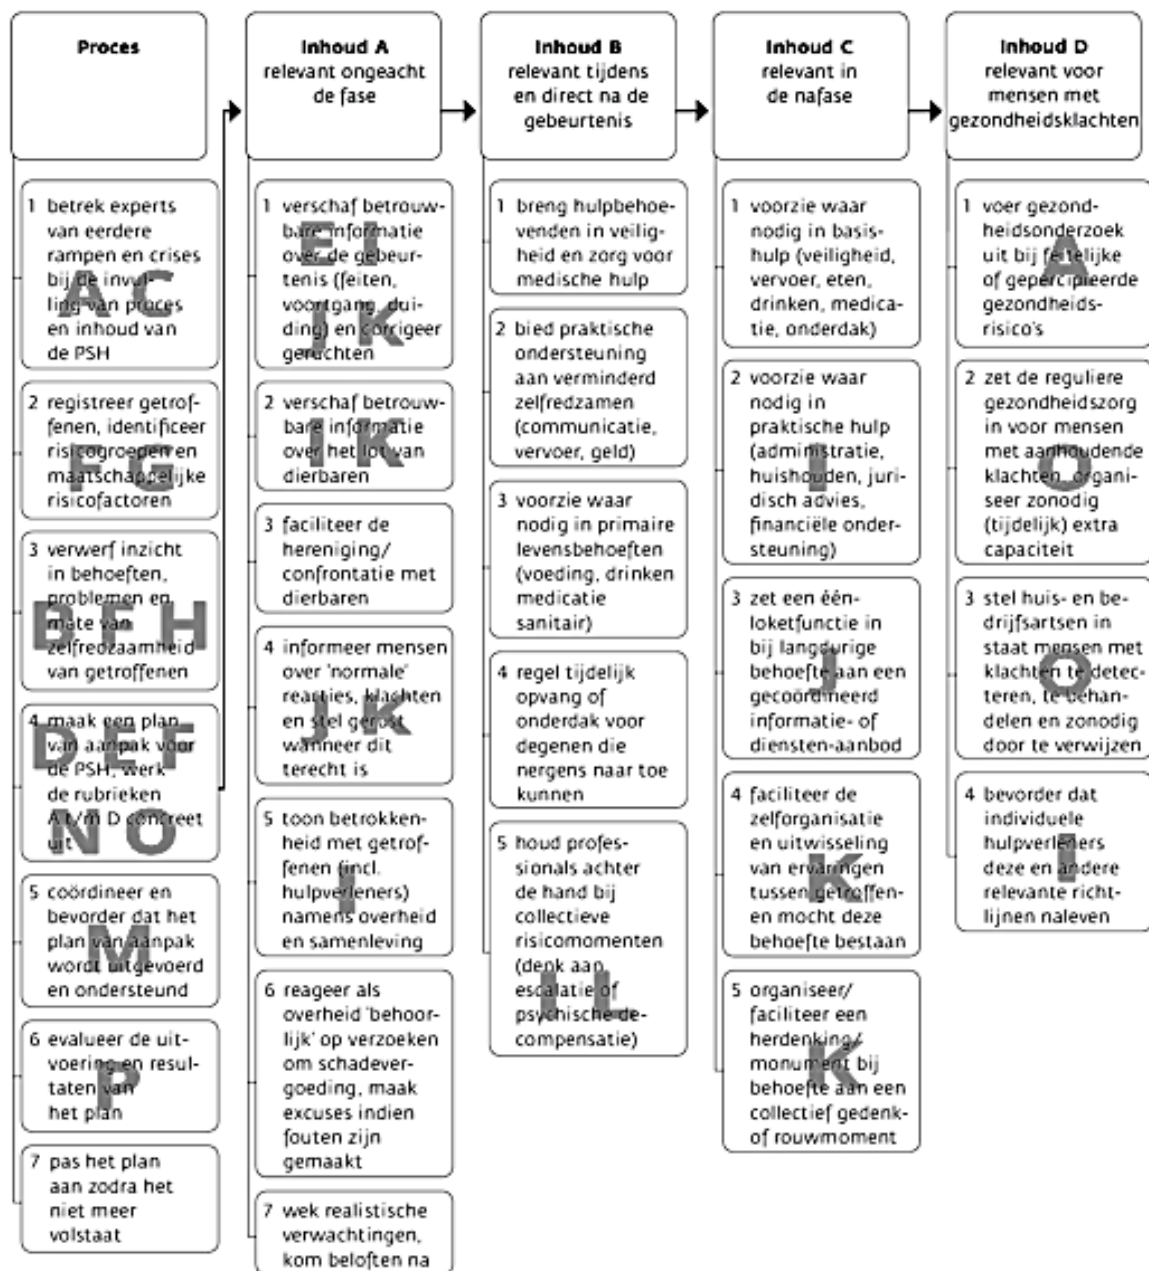 Proces
1 betrek experts
van eerdere
rampen en crises
bij de invul-
ling van proces
en inhoud van
de PSH
A C
2 registreer getrof-
fenen, identificeer
risicogroepen en
maatschappelijke
risicofactoren
F G
3 verwerf inzicht
in behoeften,
problemen en
mate van
zelfredzaamheid
van getroffenen
B F H
4 maak een plan
van aanpak voor
de PSH, werk
de rubrieken
A t/m D concreet
uit
D E F
N O
5 coördineer en
bevorder dat het
plan van aanpak
wordt uitgevoerd
en ondersteund
M
6 evalueer de uit-
voering en resul-
taten van
het plan
P
7 pas het plan
aan zodra het
niet meer
volstaat
Inhoud A
relevant ongeacht
de fase
1 verschaf betrouw-
bare informatie
over de gebeur-
tenis (feiten,
voortgang, dui-
ding) en corrigeer
geruchten
E I
J K
2 verschaf betrouw-
bare informatie
over het lot van
dierbaren
I K
3 faciliteer de
hereniging/
confrontatie met
dierbaren
4 informeer mensen
over 'normale'
reacties, klachten
en stel gerust
wanneer dit
terecht is
J K
5 toon betrokken-
heid met getrof-
fenen (incl.
hulpverleners)
namens overheid
en samenleving
I
6 reageer als
overheid 'behoor-
lijk' op verzoeken
om schadever-
goeding, maak
excuses indien
fouten zijn
gemaakt
7 wek realistische
verwachtingen,
kom beloften na
Inhoud B
relevant tijdens
en direct na de
gebeurtenis
1 breng hulpbehoe-
venden in veilig-
heid en zorg voor
medische hulp
2 bied praktische
ondersteuning
aan verminderd
zelfredzamen
(communicatie,
vervoer, geld)
3 voorzie waar
nodig in primaire
levensbehoeften
(voeding, drinken
medicatie
sanitair)
4 regel tijdelijk
opvang of
onderdak voor
degenen die
nergens naar toe
kunnen
5 houd profes-
sionals achter
de hand bij
collectieve
risicomomenten
(denk aan
escalatie of
psychische de-
compensatie)
I L
Inhoud C
relevant in
de nafase
1 voorzie waar
nodig in basis-
hulp (veiligheid,
vervoer, eten,
drinken, medica-
tie, onderdak)
2 voorzie waar
nodig in
praktische hulp
(administratie,
huishouden, juri-
disch advies,
financiële onder-
steuning)
I
3 zet een één-
loketfunctie in
bij langdurige
behoefte aan een
gecoördineerd
informatie- of
diensten-aanbod
J
4 faciliteer de
zelforganisatie
en uitwisseling
van ervaringen
tussen getroffen-
en mocht deze
behoefte bestaan
K
5 organiseer/
faciliteer een
herdenking/
monument bij
behoefte aan een
collectief gedenk-
of rouwmoment
K
Inhoud D
relevant voor
mensen met
gezondheidsklachten
1 voer gezond-
heidsonderzoek
uit bij feitelijke
of gepercipieerde
gezondheids-
risico's
A
2 zet de reguliere
gezondheidszorg
in voor mensen
met aanhoudende
klachten, organi-
seer zonodig
(tijdelijk) extra
capaciteit
O
3 stel huis- en be-
drijfsartsen in
staat mensen met
klachten te detec-
teren, te behan-
delen en zonodig
door te verwijzen
O
4 bevorder dat
individuele
hulpverleners
deze en andere
relevante richt-
lijnen naleven
I